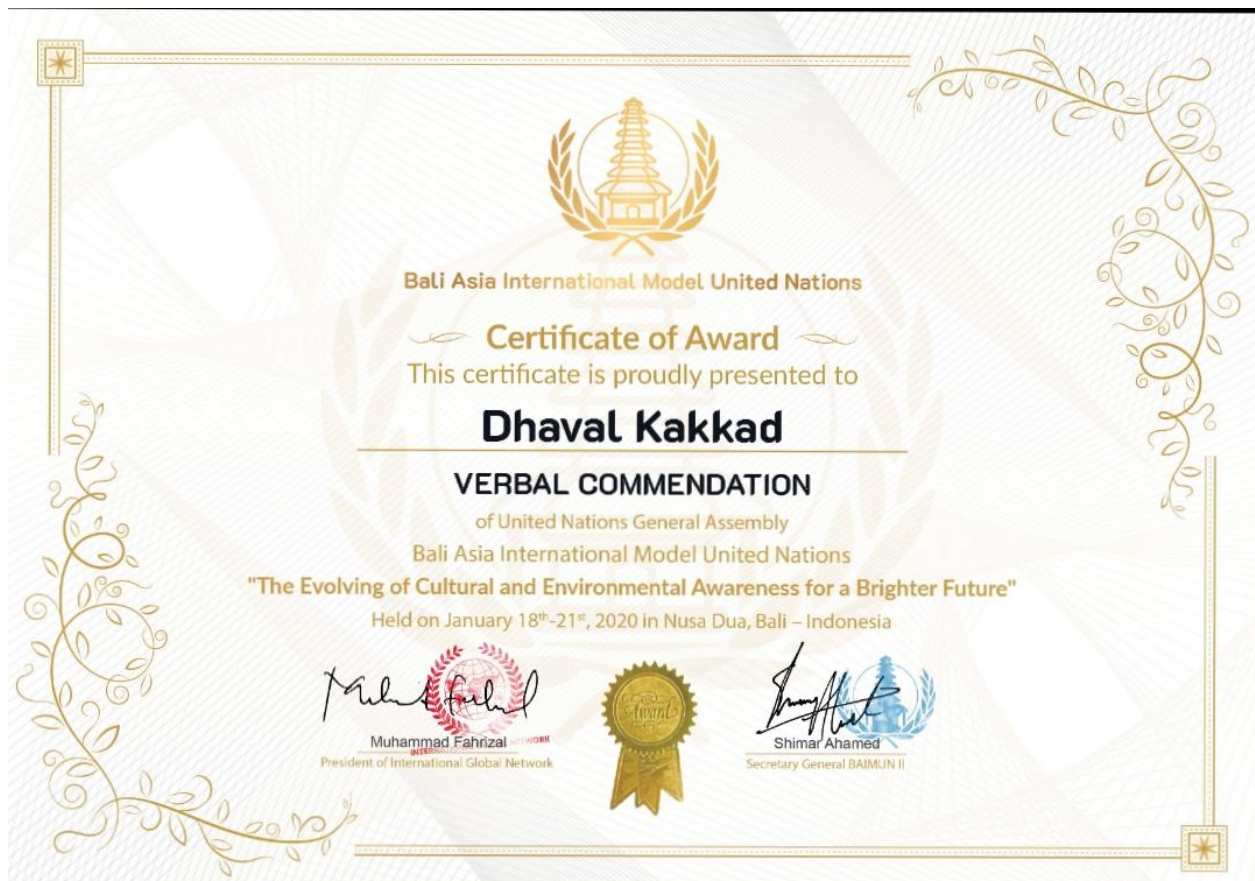 Bali Asia International Model United Nations
Certificate of Award
This certificate is proudly presented to
Dhaval Kakkad
VERBAL COMMENDATION
of United Nations General Assembly
Bali Asia International Model United Nations
"The Evolving of Cultural and Environmental Awareness for a Brighter Future"
Held on January 18th-21st, 2020 in Nusa Dua, Bali – Indonesia
Award
Muhammad Fahrizal
NETWORK
President of International Global Network
Shimar Ahamed
Secretary General BAIMUN II